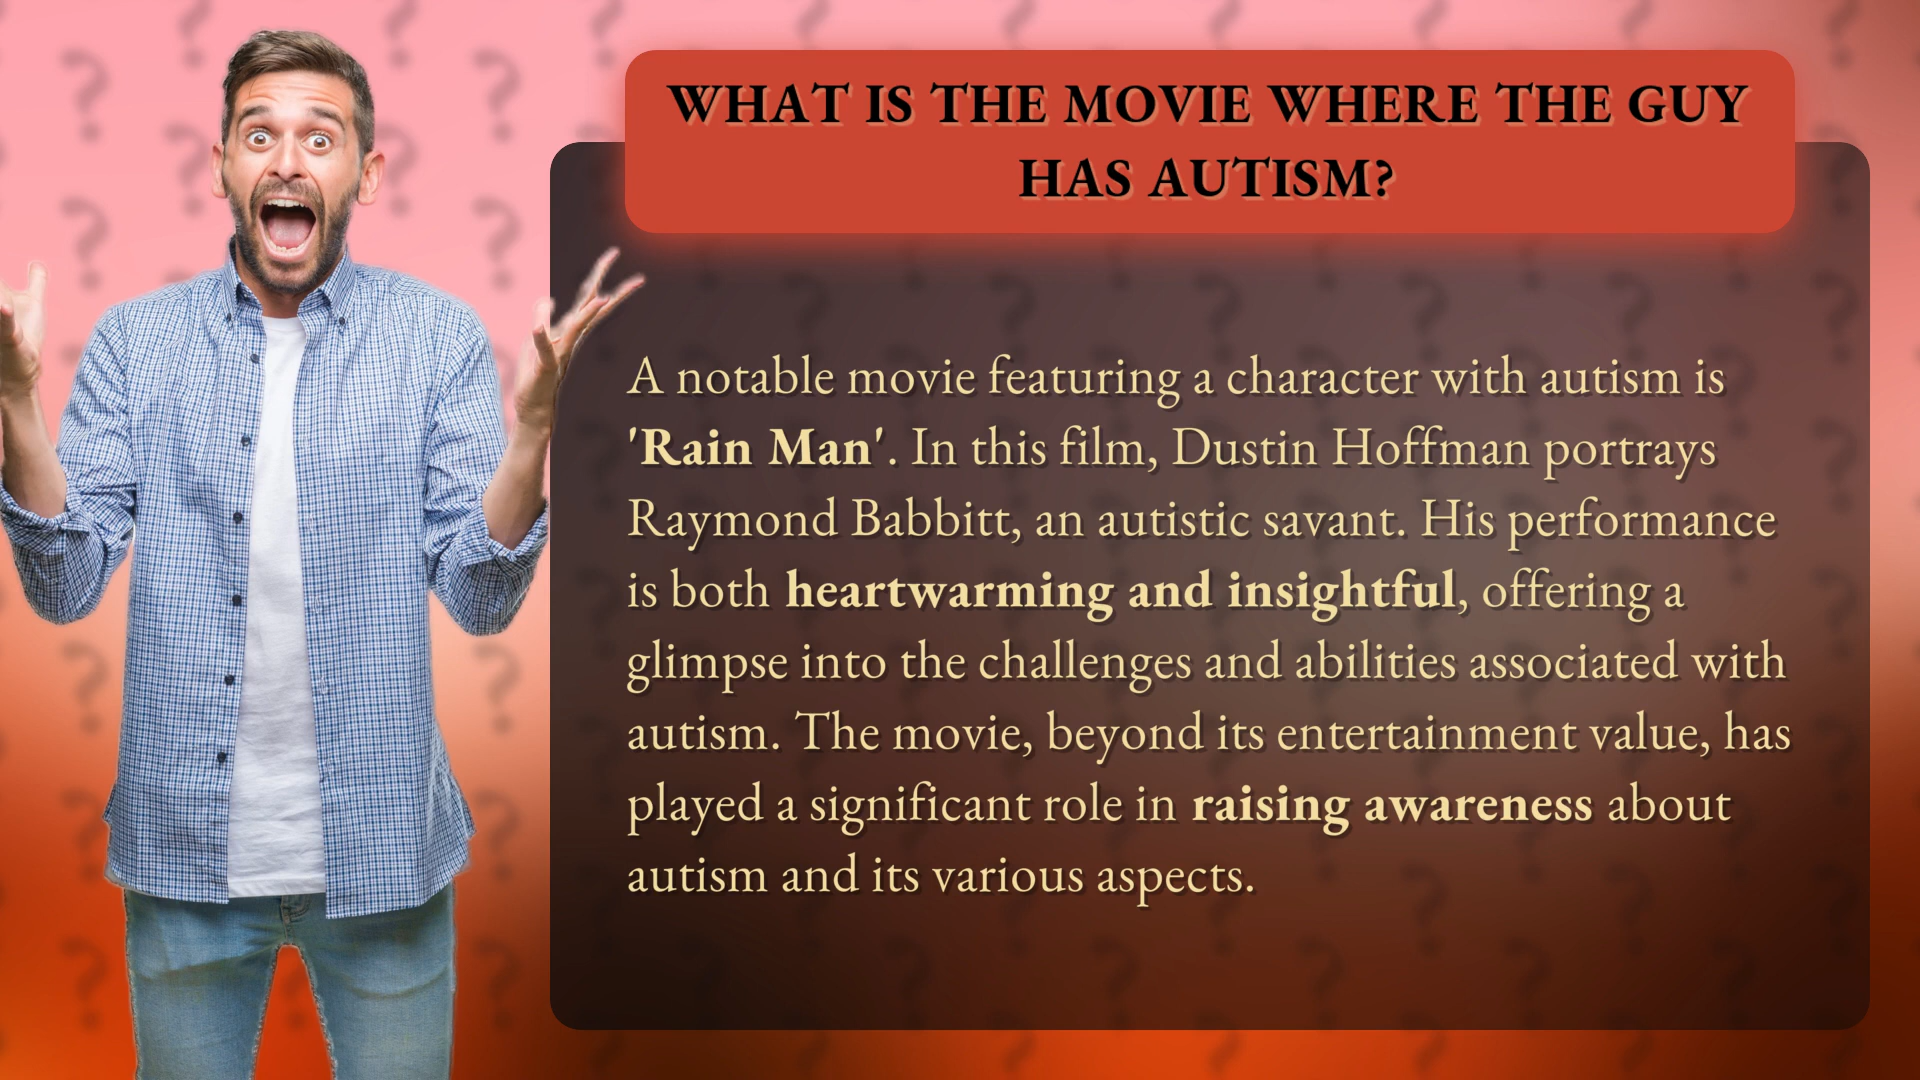 WHAT IS THE MOVIE WHERE THE GUY
HAS AUTISM?
A notable movie featuring a character with autism is
'Rain Man'. In this film, Dustin Hoffman portrays
Raymond Babbitt, an autistic savant. His performance
is both heartwarming and insightful, offering a
glimpse into the challenges and abilities associated with
autism. The movie, beyond its entertainment value, has
played a significant role in raising awareness about
autism and its various aspects.